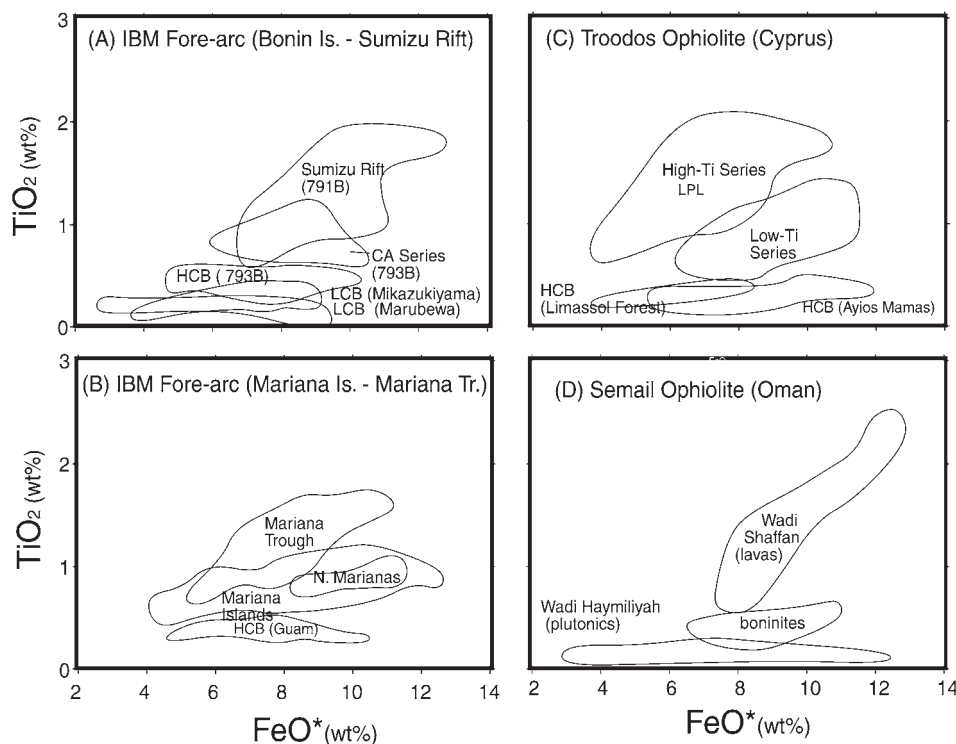 (A) IBM Fore-arc (Bonin Is. - Sumizu Rift)
3
2
1
0
TiO2 (wt%)
Sumizu Rift
(791B)
CA Series
(793B)
HCB ( 793B)
LCB (Mikazukiyama)
LCB (Marubewa)
(C) Troodos Ophiolite (Cyprus)
High-Ti Series
LPL
Low-Ti
Series
HCB
(Limassol Forest)
HCB (Ayios Mamas)
(B) IBM Fore-arc (Mariana Is. - Mariana Tr.)
3
2
1
0
TiO2 (wt%)
Mariana
Trough
N. Marianas
Mariana
Islands
HCB (Guam)
2 4 6 8 10 12 14
FeO* (wt%)
(D) Semail Ophiolite (Oman)
Wadi
Shaffan
(lavas)
Wadi Haymiliyah
(plutonics)
boninites
2 4 6 8 10 12 14
FeO* (wt%)